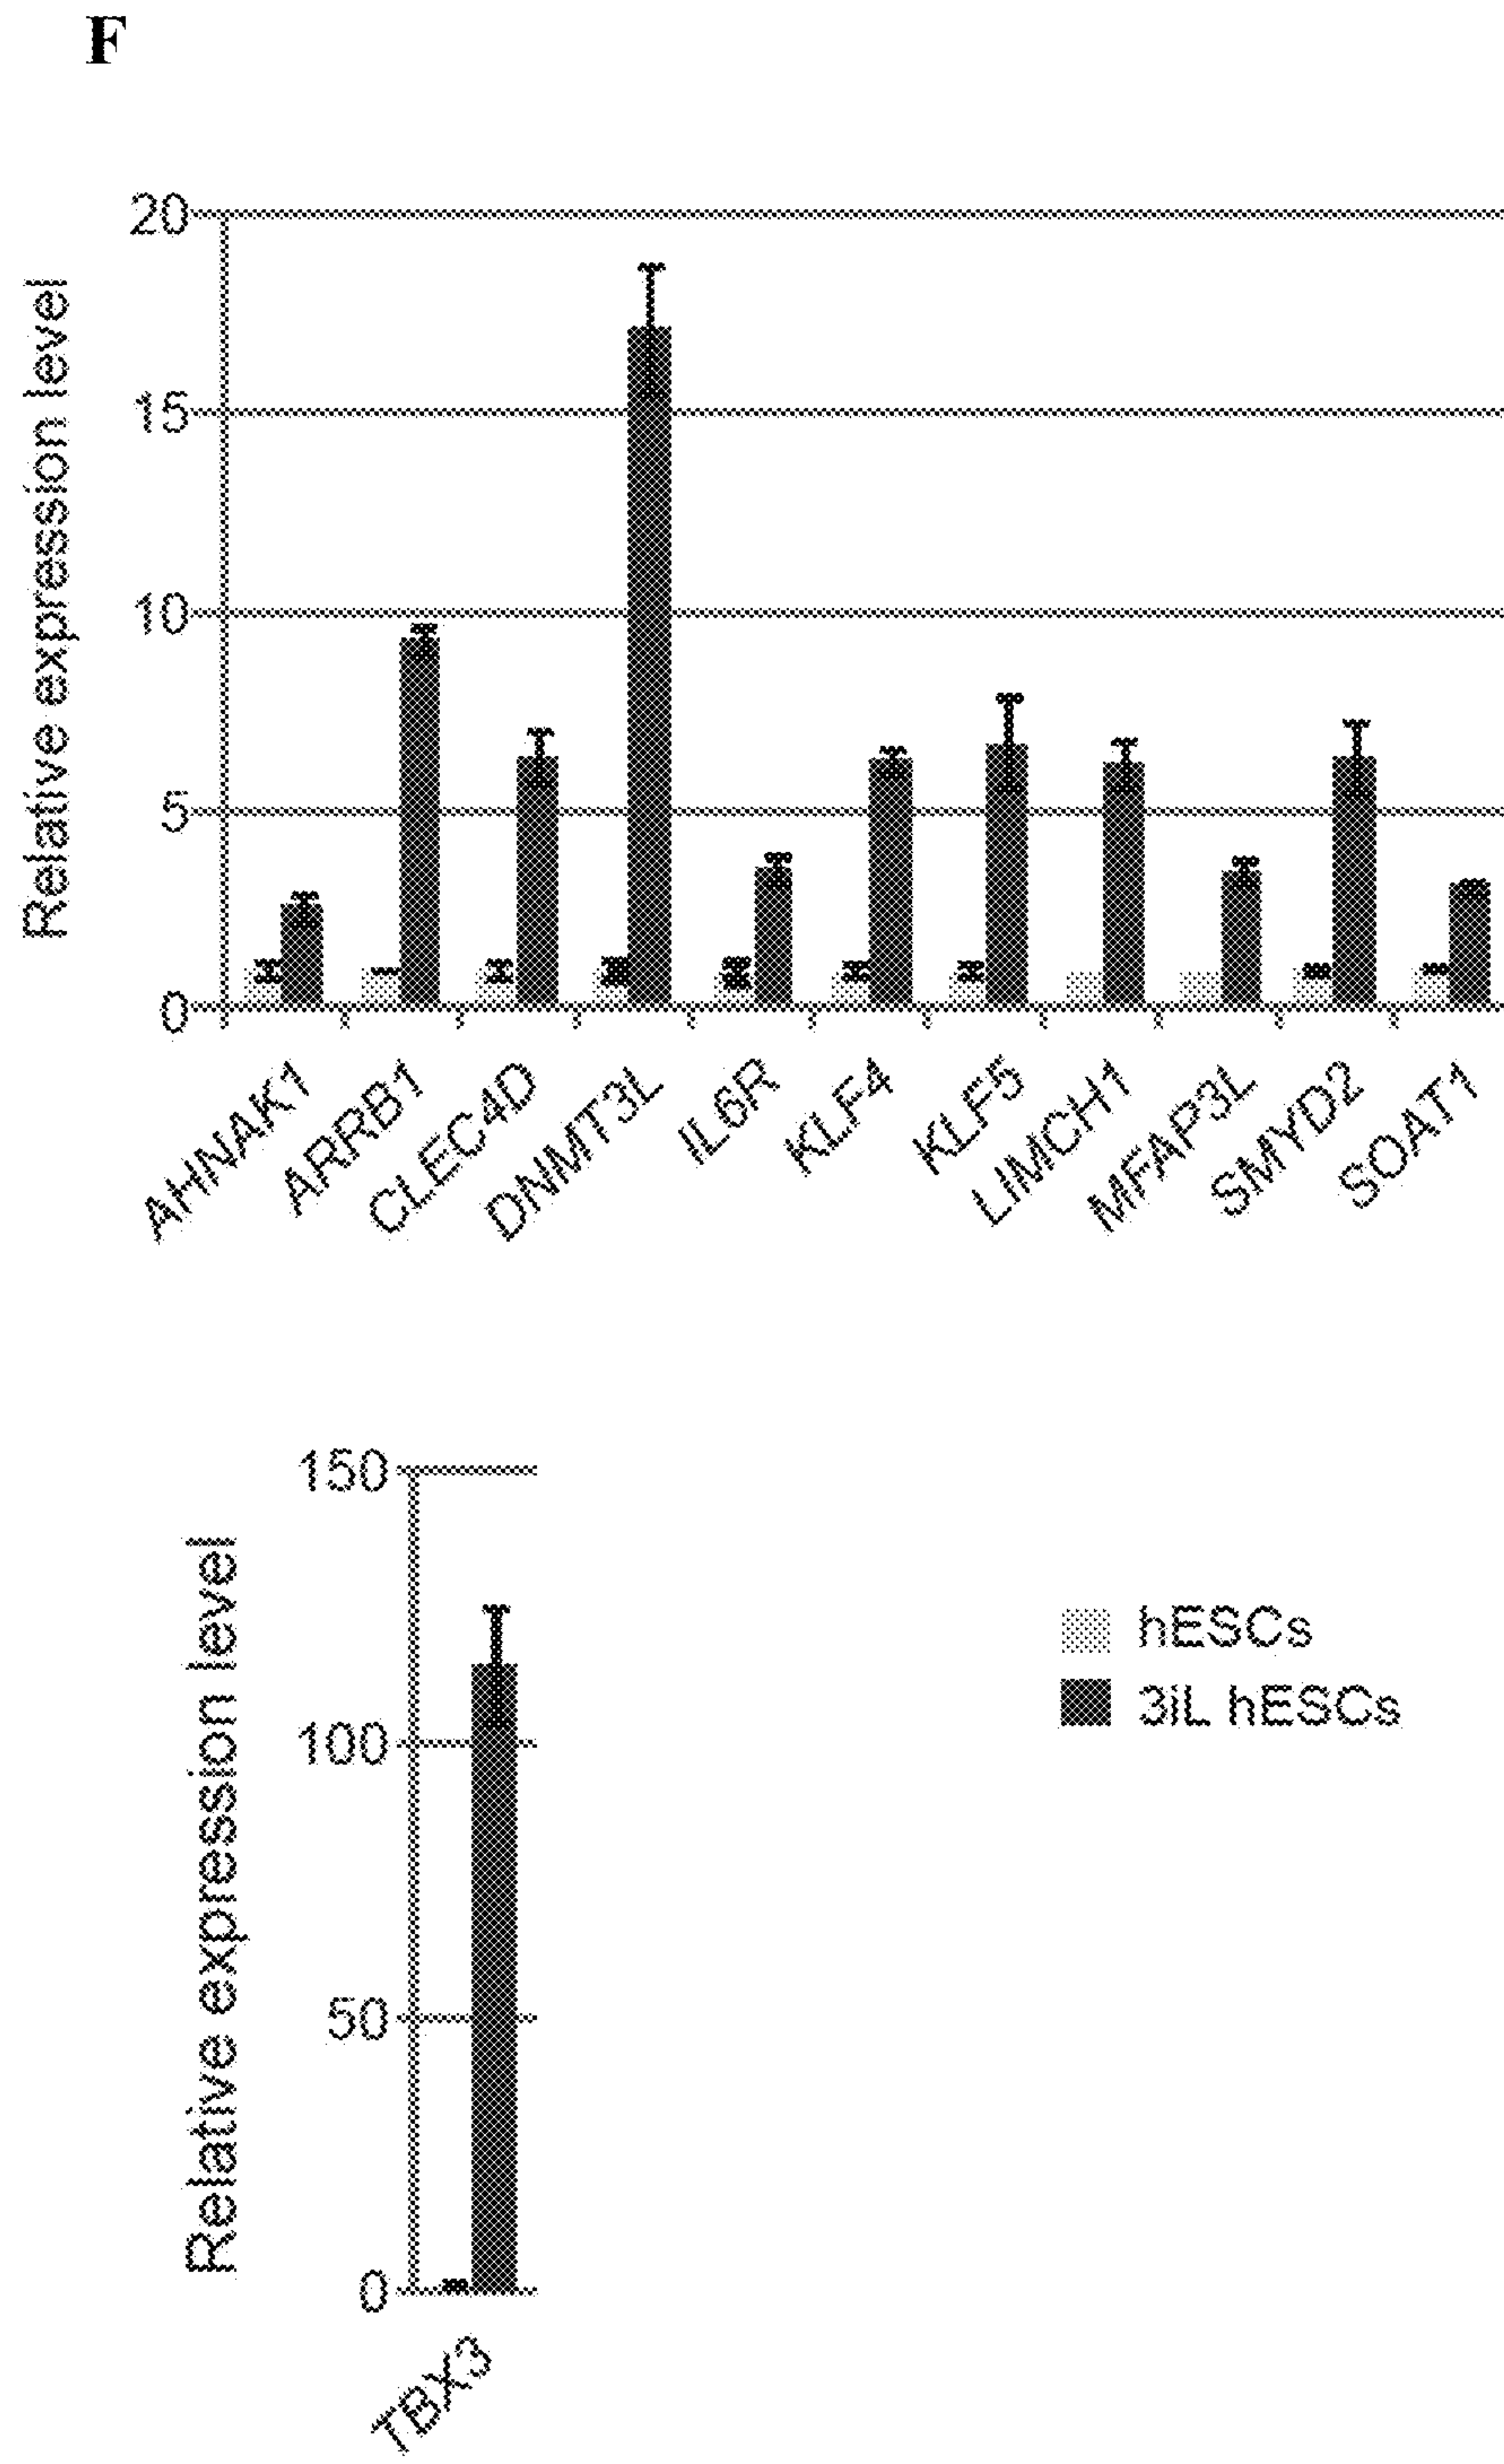 F
Relative expression level
20
15
10
5
0
AHNAK1
ARRB1
CLEC4D
DNMT3L
IL6R
KLF4
KLF5
LIMCH1
MFAP3L
SMYD2
SOAT1
Relative expression level
150
100
50
0
TBX3
hESCs
3iL hESCs